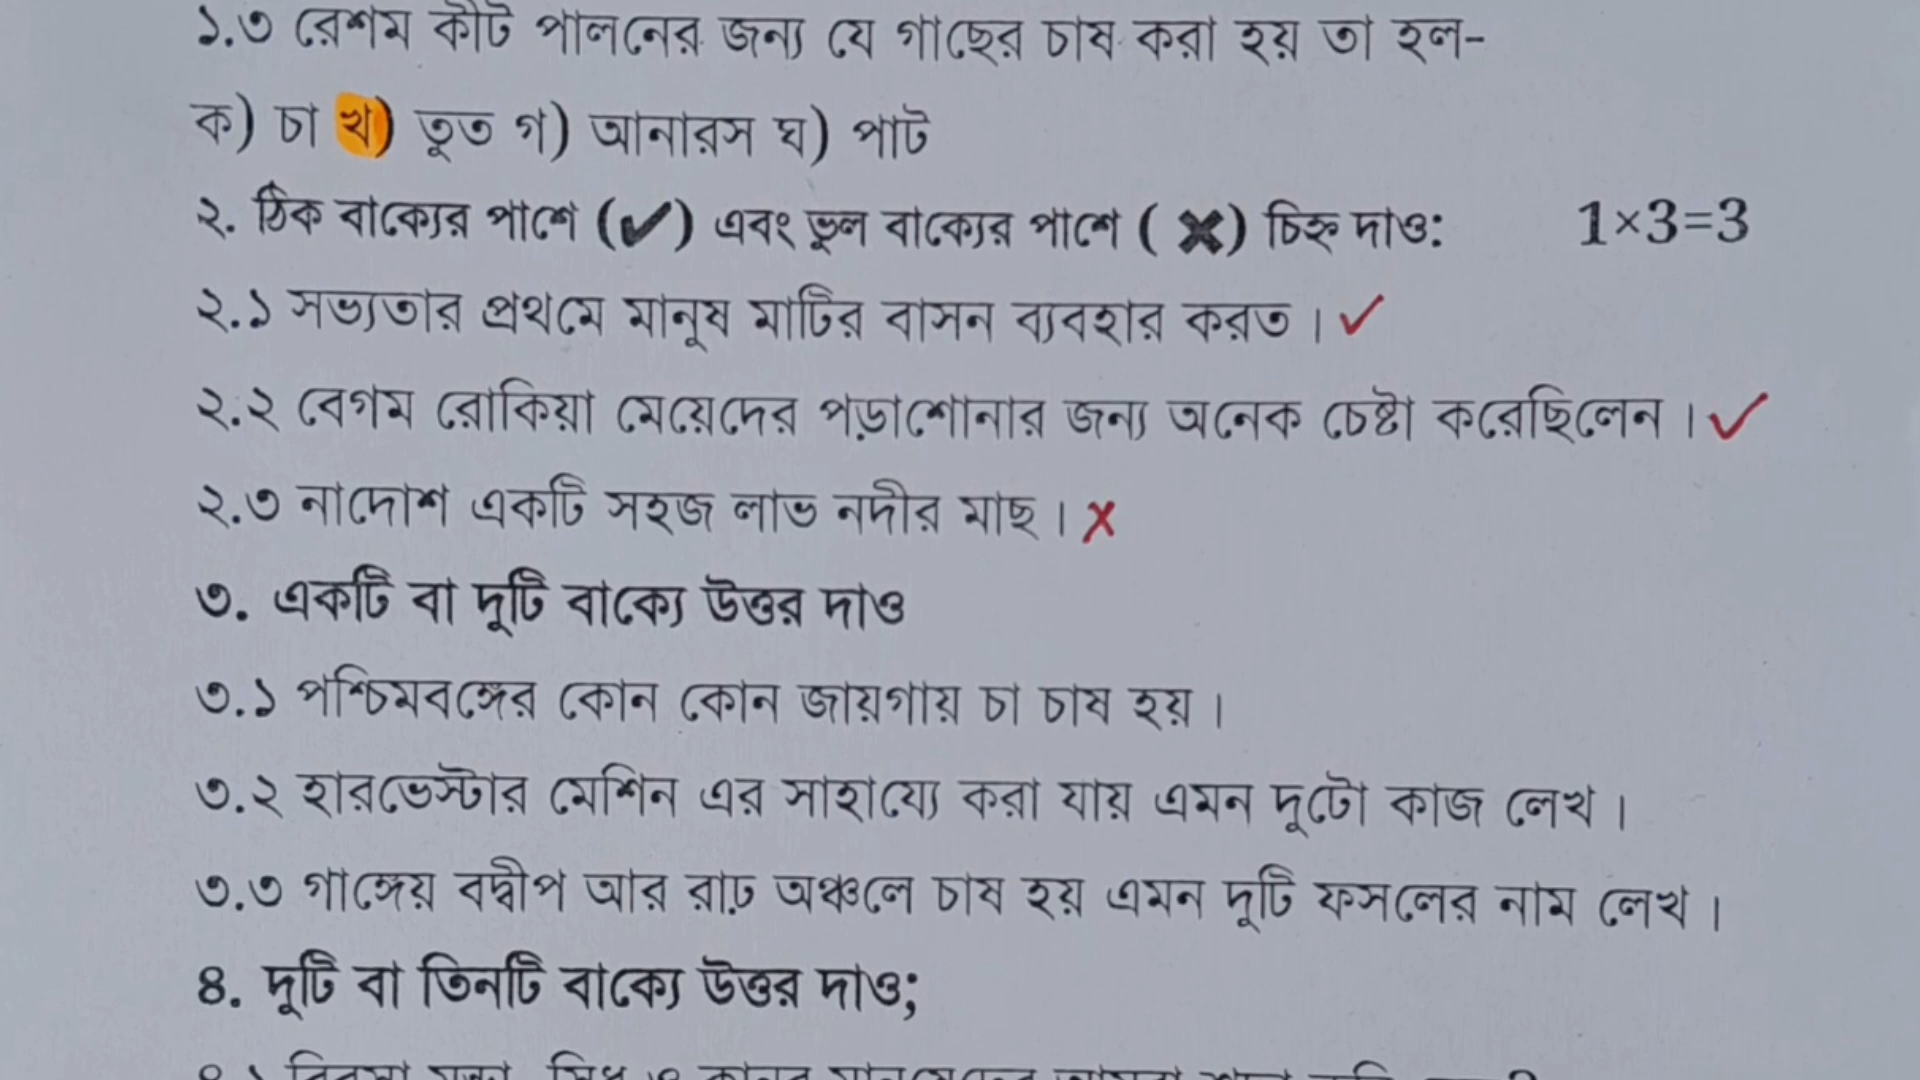 ১.৩ রেশম কীট পালনের জন্য যে গাছের চাষ করা হয় তা হল-
ক) চা খ) তুত গ) আনারস ঘ) পাট
২. ঠিক বাক্যের পাশে (✔) এবং ভুল বাক্যের পাশে ( ✖) চিহ্ন দাও: 1×3=3
২.১ সভ্যতার প্রথমে মানুষ মাটির বাসন ব্যবহার করত । ✓
২.২ বেগম রোকিয়া মেয়েদের পড়াশোনার জন্য অনেক চেষ্টা করেছিলেন । ✓
২.৩ নাদোশ একটি সহজ লাভ নদীর মাছ । ✗
৩. একটি বা দুটি বাক্যে উত্তর দাও
৩.১ পশ্চিমবঙ্গের কোন কোন জায়গায় চা চাষ হয় ।
৩.২ হারভেস্টার মেশিন এর সাহায্যে করা যায় এমন দুটো কাজ লেখ ।
৩.৩ গাঙ্গেয় বদ্বীপ আর রাঢ় অঞ্চলে চাষ হয় এমন দুটি ফসলের নাম লেখ ।
৪. দুটি বা তিনটি বাক্যে উত্তর দাও;